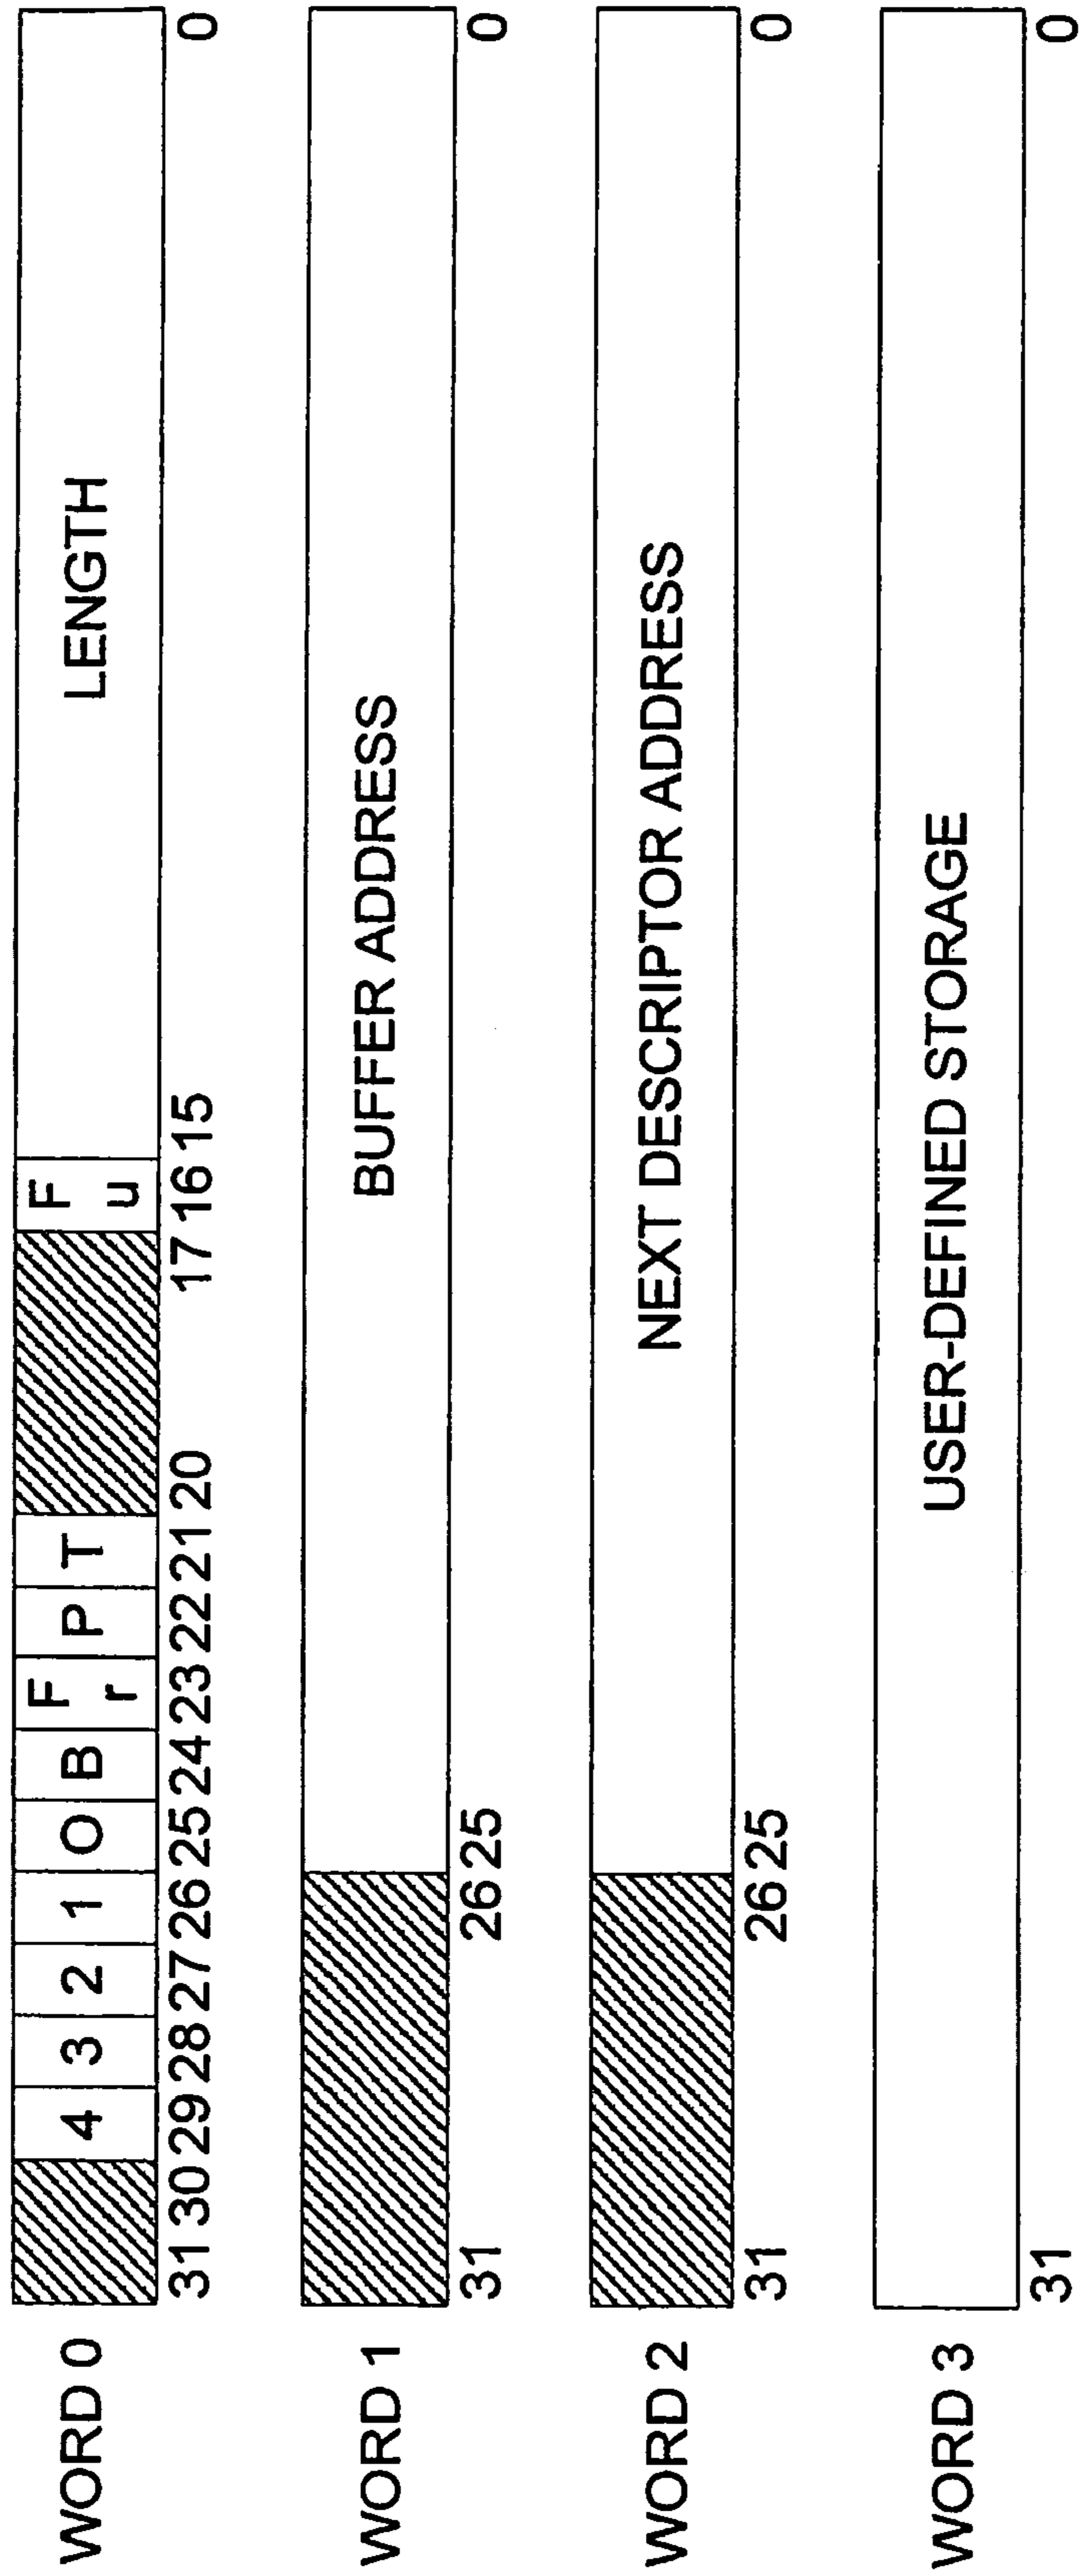 WORD 0 4 3 2 1 O B Fr P T Fu LENGTH
31 30 29 28 27 26 25 24 23 22 21 20 17 16 15 0
WORD 1 BUFFER ADDRESS
31 26 25 0
WORD 2 NEXT DESCRIPTOR ADDRESS
31 26 25 0
WORD 3 USER-DEFINED STORAGE
31 0